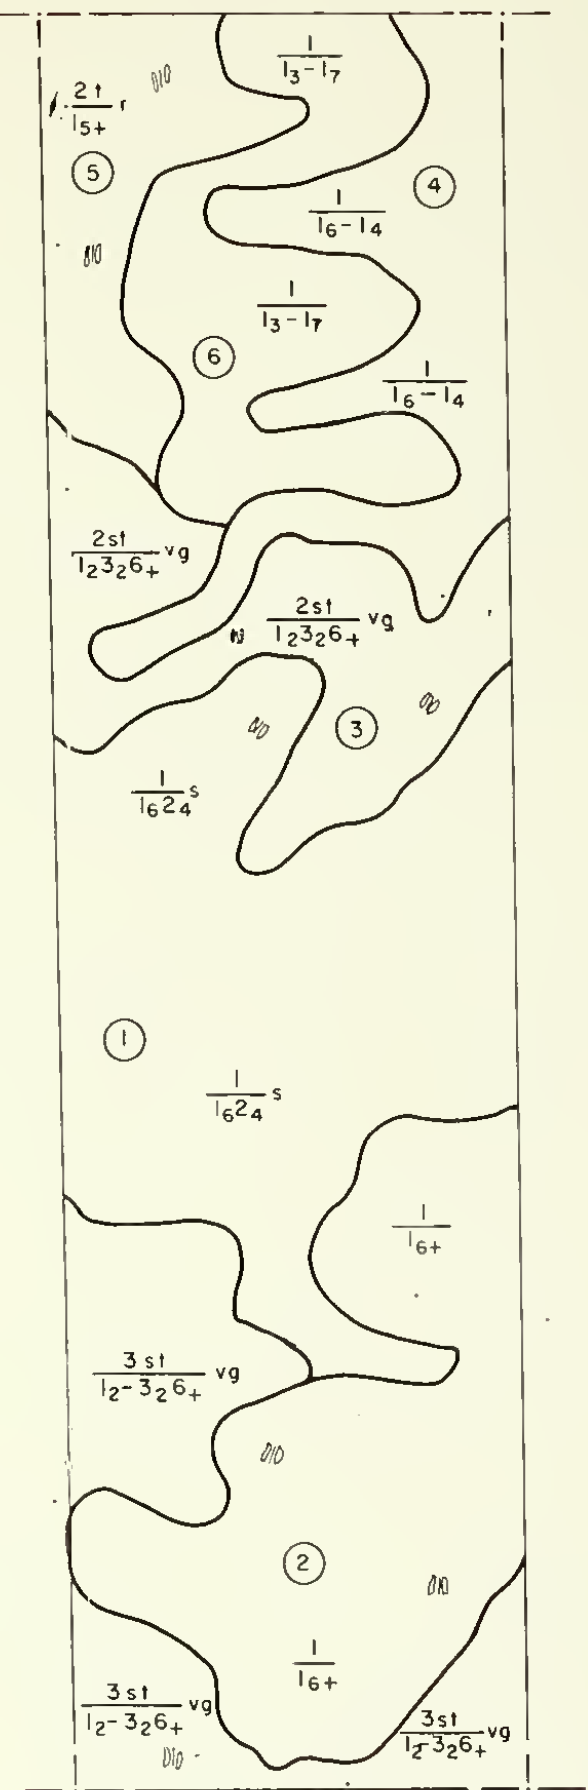 1
1₃–1₇
2t
1₅₊ r
5
4
1
1₆–1₄
1
1₃–1₇
6
1
1₆–1₄
2st
1₂3₂6₊ vg
2st
1₂3₂6₊ vg
3
1
1₆2₄ s
1
1
1₆2₄ s
1
1₆₊
3st
1₂–3₂6₊ vg
2
1
1₆₊
3st
1₂–3₂6₊ vg
3st
1₂–3₂6₊ vg